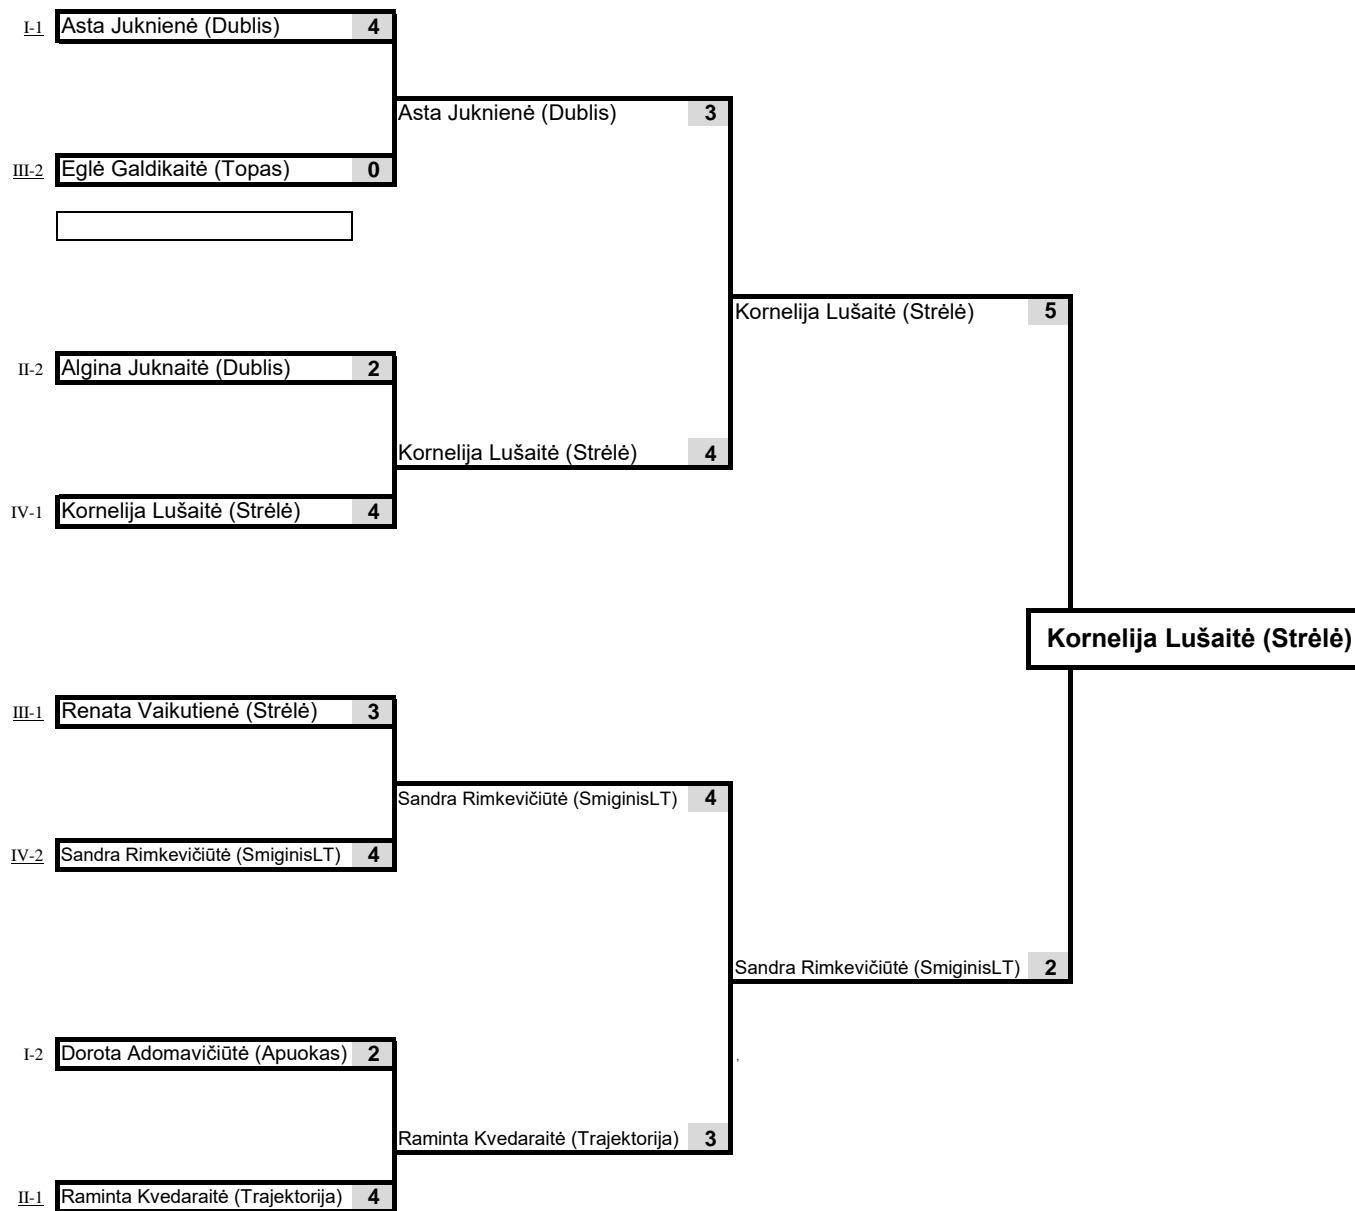 I-1 Asta Juknienė (Dublis) 4
Asta Juknienė (Dublis) 3
III-2 Eglė Galdikaitė (Topas) 0
Kornelija Lušaitė (Strėlė) 5
II-2 Algina Juknaitė (Dublis) 2
Kornelija Lušaitė (Strėlė) 4
IV-1 Kornelija Lušaitė (Strėlė) 4
Kornelija Lušaitė (Strėlė)
III-1 Renata Vaikutienė (Strėlė) 3
Sandra Rimkevičiūtė (SmiginisLT) 4
IV-2 Sandra Rimkevičiūtė (SmiginisLT) 4
Sandra Rimkevičiūtė (SmiginisLT) 2
I-2 Dorota Adomavičiūtė (Apuokas) 2
,
Raminta Kvedaraitė (Trajektorija) 3
II-1 Raminta Kvedaraitė (Trajektorija) 4